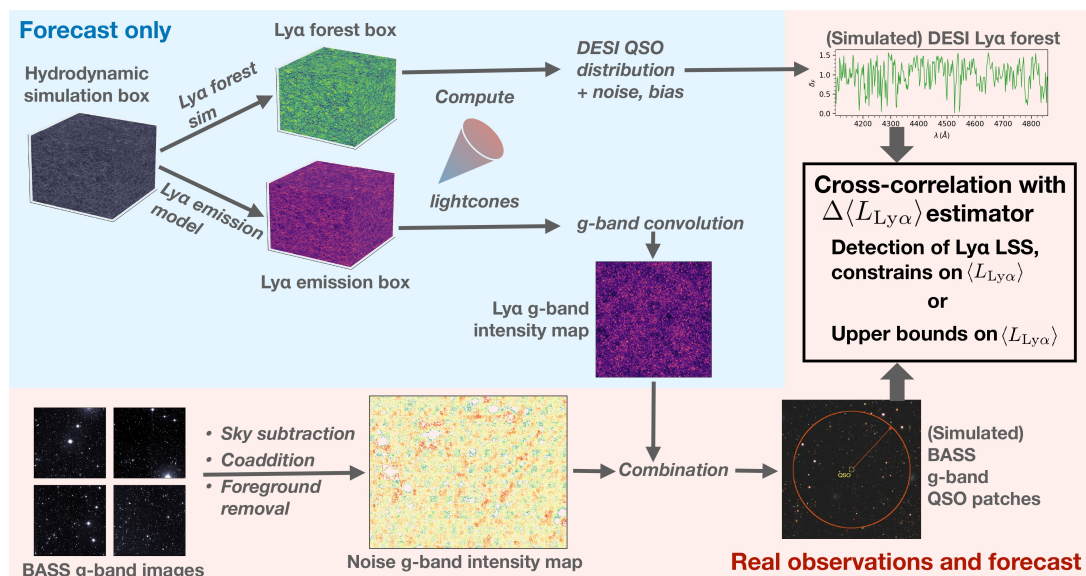 Forecast only
Hydrodynamic
simulation box
Lyα forest
sim
Lyα emission
model
Lyα forest box
Lyα emission box
Compute
lightcones
DESI QSO
distribution
+ noise, bias
g-band convolution
Lyα g-band
intensity map
(Simulated) DESI Lyα forest
1.5
1.0
0.5
0.0
δF
4200 4300 4400 4500 4600 4700 4800
λ (Å)
Cross-correlation with
Δ⟨L_Lyα⟩ estimator
Detection of Lyα LSS,
constrains on ⟨L_Lyα⟩
or
Upper bounds on ⟨L_Lyα⟩
BASS g-band images
• Sky subtraction
• Coaddition
• Foreground
removal
Noise g-band intensity map
Combination
QSO
(Simulated)
BASS
g-band
QSO patches
Real observations and forecast